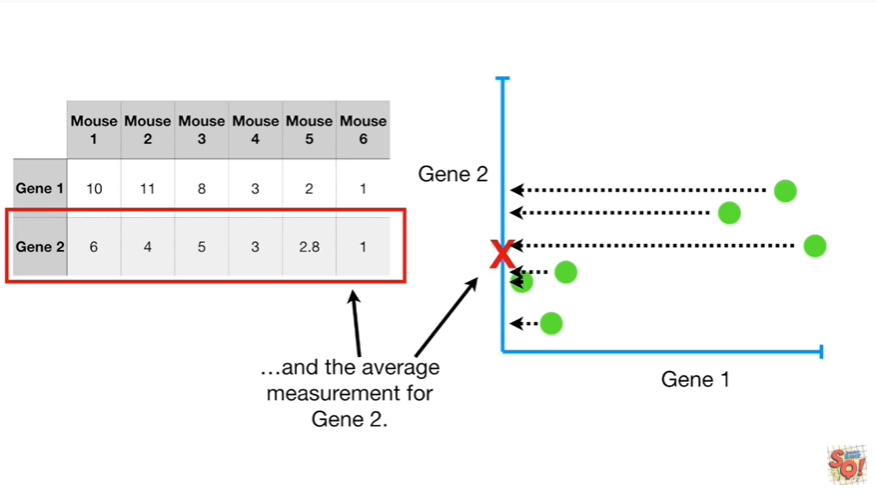 Mouse Mouse Mouse Mouse Mouse Mouse
1 2 3 4 5 6
Gene 1 10 11 8 3 2 1
Gene 2 6 4 5 3 2.8 1
Gene 2
X
Gene 1
...and the average
measurement for
Gene 2.
SQ!